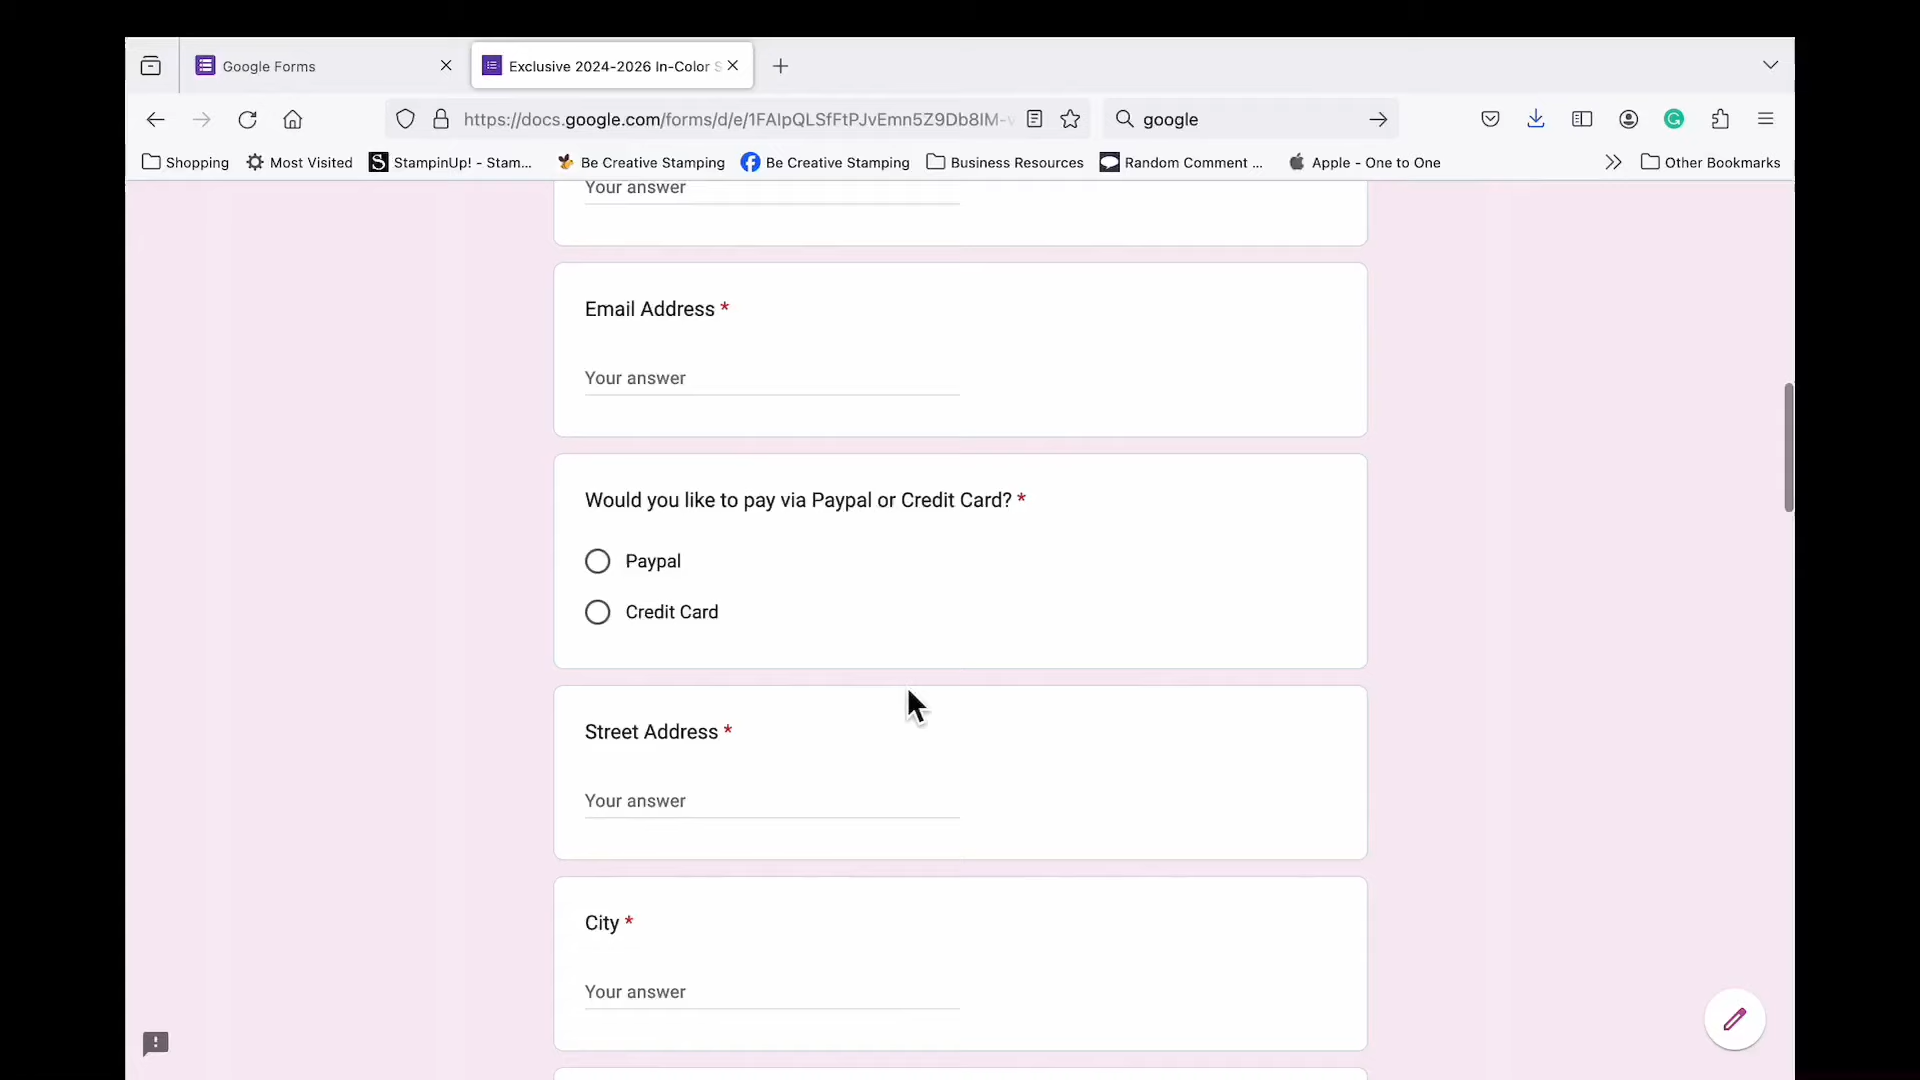 Google Forms
Exclusive 2024-2026 In-Color S
https://docs.google.com/forms/d/e/1FAIpQLSfFtPJvEmn5Z9Db8IM-v
google
Shopping
Most Visited
StampinUp! - Stam...
Be Creative Stamping
Be Creative Stamping
Business Resources
Random Comment ...
Apple - One to One
Other Bookmarks
Your answer
Email Address *
Your answer
Would you like to pay via Paypal or Credit Card? *
Paypal
Credit Card
Street Address *
Your answer
City *
Your answer